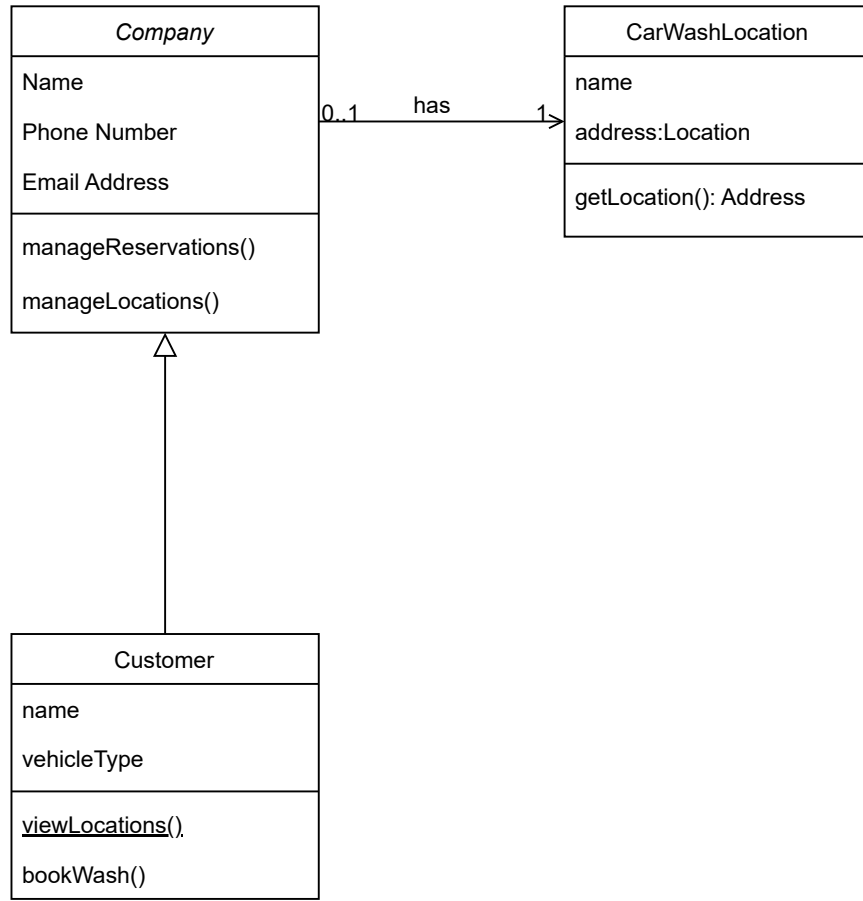 Company
Name
Phone Number
Email Address
manageReservations()
manageLocations()
0..1
has
1
CarWashLocation
name
address:Location
getLocation(): Address
Customer
name
vehicleType
viewLocations()
bookWash()